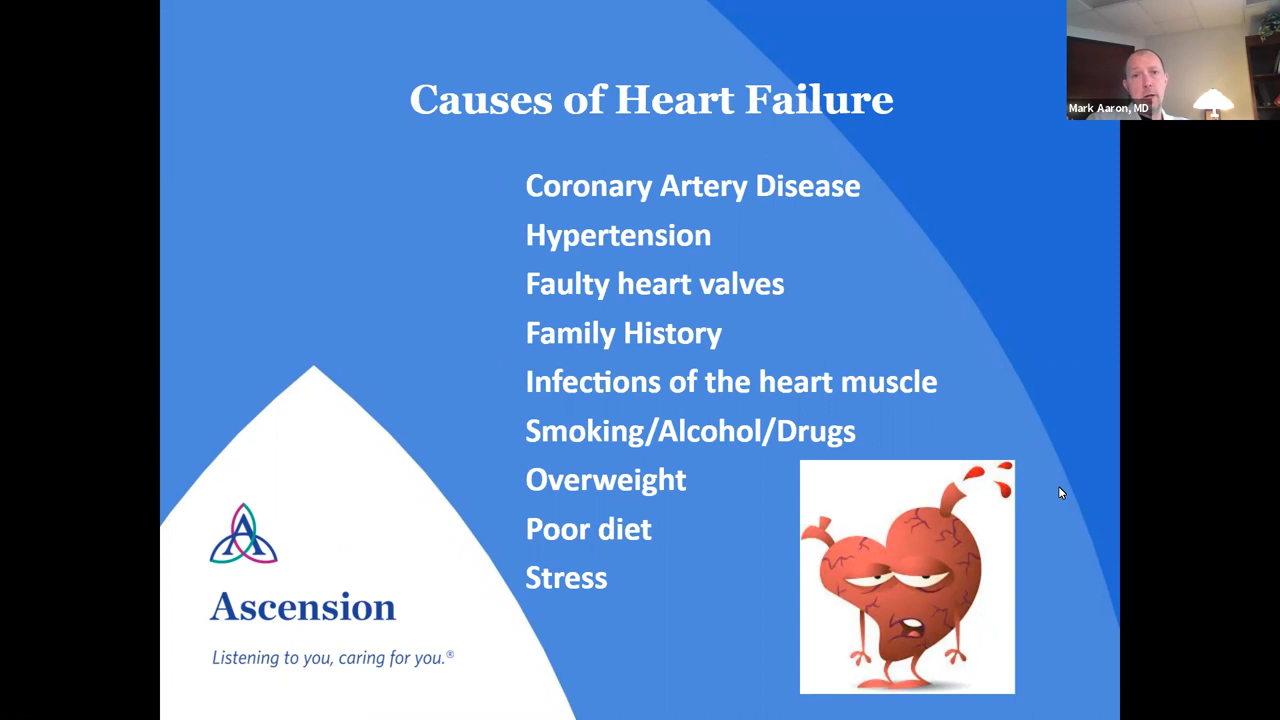 Causes of Heart Failure
Mark Aaron, MD
Coronary Artery Disease
Hypertension
Faulty heart valves
Family History
Infections of the heart muscle
Smoking/Alcohol/Drugs
Overweight
Poor diet
Stress
A
Ascension
Listening to you, caring for you.®